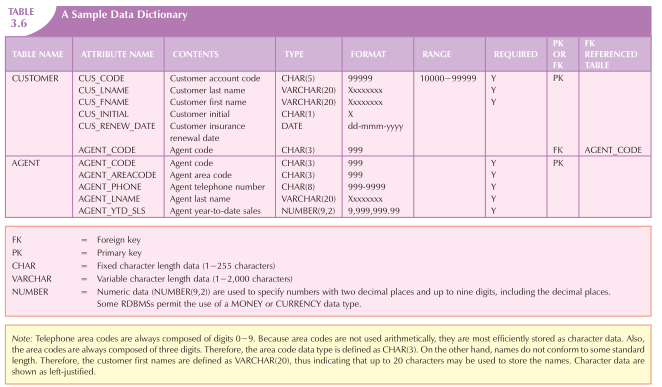 TABLE
3.6
A Sample Data Dictionary
TABLE NAME ATTRIBUTE NAME CONTENTS TYPE FORMAT RANGE REQUIRED PK OR FK FK REFERENCED TABLE
CUSTOMER CUS_CODE Customer account code CHAR(5) 99999 10000–99999 Y PK
CUS_LNAME Customer last name VARCHAR(20) Xxxxxxxx Y
CUS_FNAME Customer first name VARCHAR(20) Xxxxxxxx Y
CUS_INITIAL Customer initial CHAR(1) X
CUS_RENEW_DATE Customer insurance DATE dd-mmm-yyyy
renewal date
AGENT_CODE Agent code CHAR(3) 999 FK AGENT_CODE
AGENT AGENT_CODE Agent code CHAR(3) 999 Y PK
AGENT_AREACODE Agent area code CHAR(3) 999 Y
AGENT_PHONE Agent telephone number CHAR(8) 999-9999 Y
AGENT_LNAME Agent last name VARCHAR(20) Xxxxxxxx Y
AGENT_YTD_SLS Agent year-to-date sales NUMBER(9,2) 9,999,999.99 Y
FK = Foreign key
PK = Primary key
CHAR = Fixed character length data (1–255 characters)
VARCHAR = Variable character length data (1–2,000 characters)
NUMBER = Numeric data (NUMBER(9,2)) are used to specify numbers with two decimal places and up to nine digits, including the decimal places.
Some RDBMSs permit the use of a MONEY or CURRENCY data type.
Note: Telephone area codes are always composed of digits 0–9. Because area codes are not used arithmetically, they are most efficiently stored as character data. Also,
the area codes are always composed of three digits. Therefore, the area code data type is defined as CHAR(3). On the other hand, names do not conform to some standard
length. Therefore, the customer first names are defined as VARCHAR(20), thus indicating that up to 20 characters may be used to store the names. Character data are
shown as left-justified.